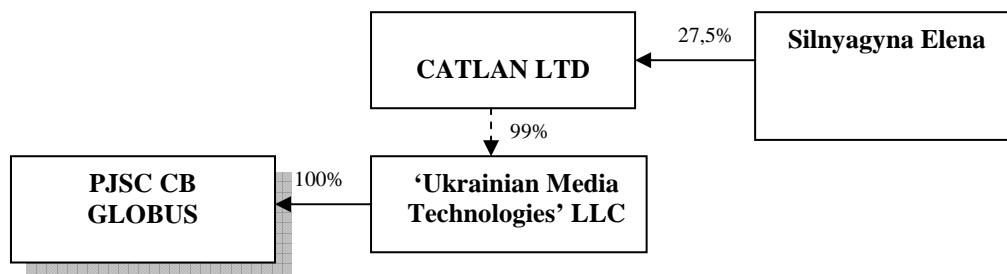 27,5%
Silnyagyna Elena
CATLAN LTD
99%
PJSC CB
GLOBUS
100%
‘Ukrainian Media
Technologies’ LLC